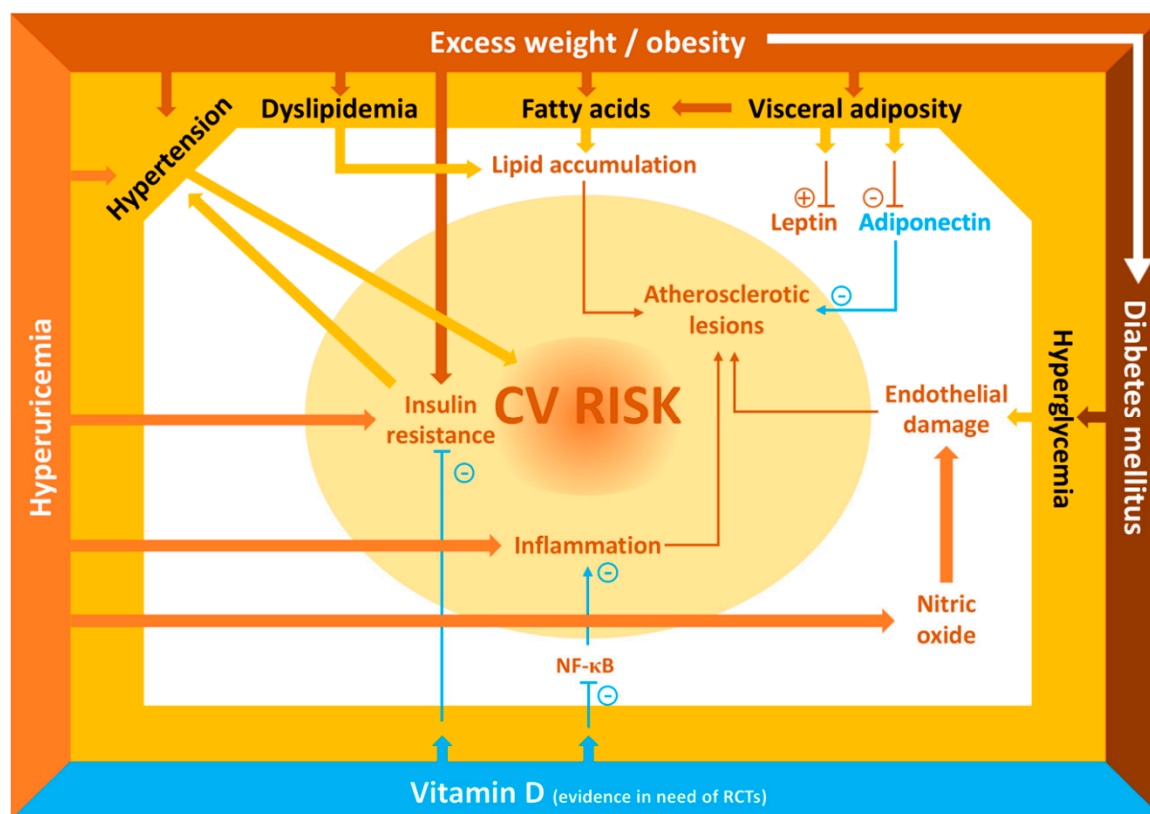 Excess weight / obesity
Dyslipidemia
Fatty acids
Visceral adiposity
Hypertension
Lipid accumulation
+
-
Leptin
Adiponectin
-
Atherosclerotic
lesions
Hyperuricemia
Diabetes mellitus
Hyperglycemia
CV RISK
Insulin
resistance
-
Endothelial
damage
Inflammation
-
Nitric
oxide
NF-κB
-
Vitamin D (evidence in need of RCTs)